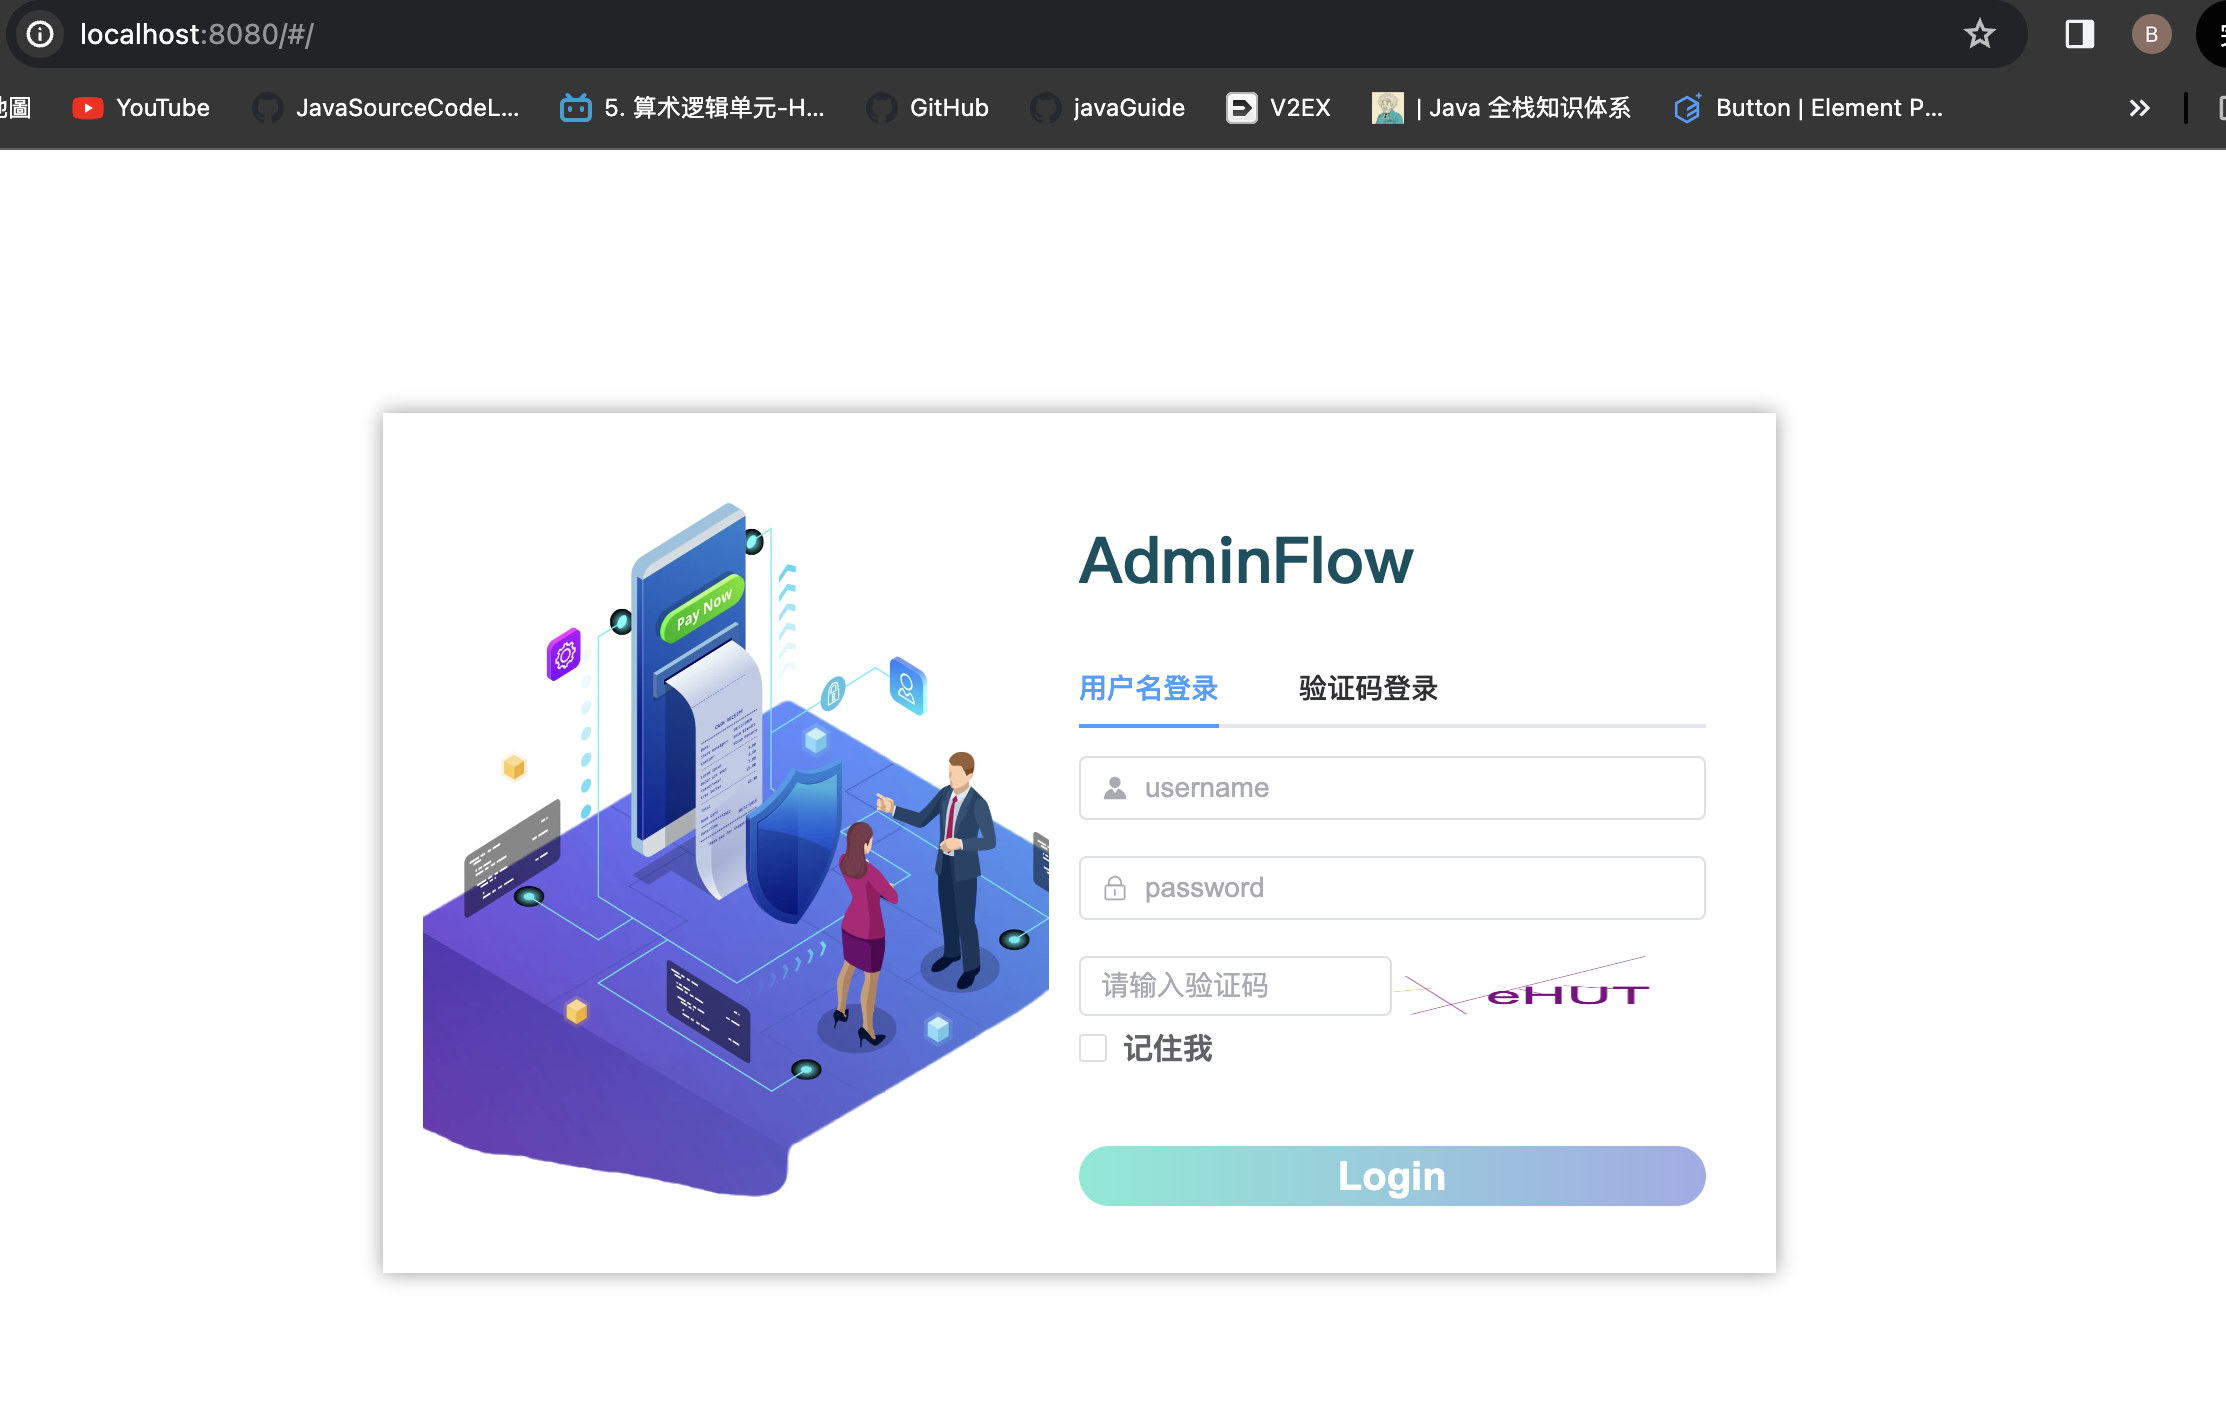 localhost:8080/#/
B
地圖 YouTube JavaSourceCodeL... 5. 算术逻辑单元-H... GitHub javaGuide V2EX | Java 全栈知识体系 Button | Element P...
Pay Now
CASH RECEIPT
AdminFlow
用户名登录 验证码登录
username
password
请输入验证码 eHUT
记住我
Login